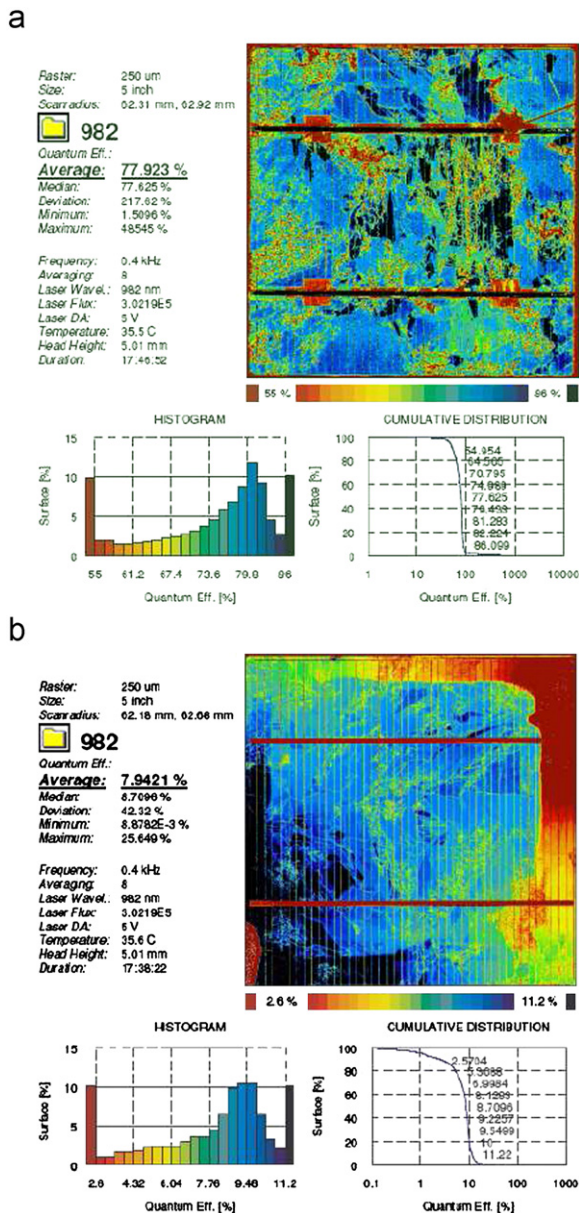 a
Raster: 250 um
Size: 5 inch
Scanradius: 62.31 mm, 62.92 mm
982
Quantum Eff.:
Average: 77.923 %
Median: 77.625 %
Deviation: 217.62 %
Minimum: 1.5096 %
Maximum: 48545 %
Frequency: 0.4 kHz
Averaging: 8
Laser Wavel.: 982 nm
Laser Flux: 3.0219E5
Laser DA: 5 V
Temperature: 35.5 C
Head Height: 5.01 mm
Duration: 17:46:52
55 % 86 %
HISTOGRAM
Surface [%]
15
10
5
0
55 61.2 67.4 73.6 79.8 86
Quantum Eff. [%]
CUMULATIVE DISTRIBUTION
Surface [%]
100
80
60
40
20
0
54.954
70.795
77.625
81.283
86.099
1 10 100 1000 10000
Quantum Eff. [%]
b
Raster: 250 um
Size: 5 inch
Scanradius: 62.18 mm, 62.66 mm
982
Quantum Eff.:
Average: 7.9421 %
Median: 8.7096 %
Deviation: 42.32 %
Minimum: 8.8782E-3 %
Maximum: 25.649 %
Frequency: 0.4 kHz
Averaging: 8
Laser Wavel.: 982 nm
Laser Flux: 3.0219E5
Laser DA: 5 V
Temperature: 35.6 C
Head Height: 5.01 mm
Duration: 17:38:22
2.6 % 11.2 %
HISTOGRAM
Surface [%]
15
10
5
0
2.6 4.32 6.04 7.76 9.48 11.2
Quantum Eff. [%]
CUMULATIVE DISTRIBUTION
Surface [%]
100
80
60
40
20
0
2.5704
6.9984
8.7096
9.2257
9.5499
10
11.22
0.1 1 10 100 1000
Quantum Eff. [%]